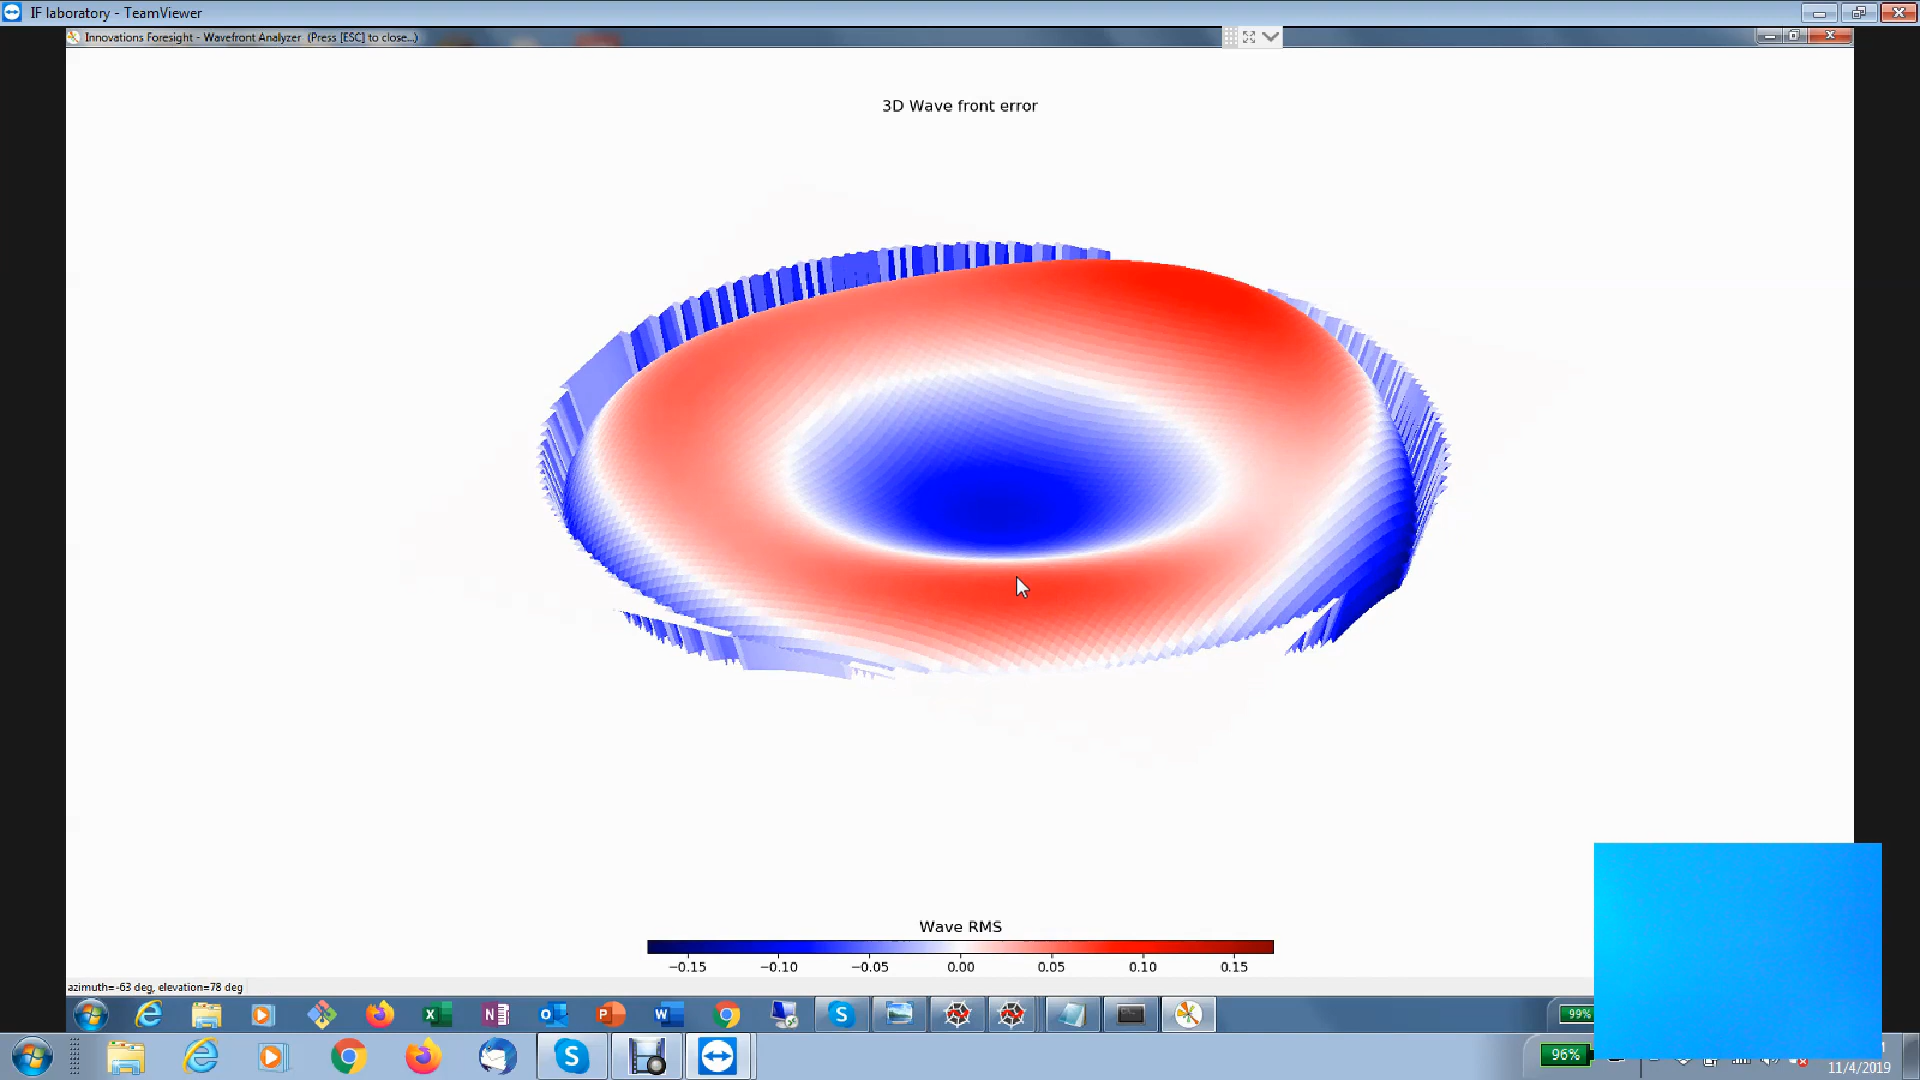 IF laboratory - TeamViewer
Innovations Foresight - Wavefront Analyzer (Press [ESC] to close...)
3D Wave front error
Wave RMS
−0.15 −0.10 −0.05 0.00 0.05 0.10 0.15
azimuth=-63 deg, elevation=78 deg
99%
96%
11/4/2019